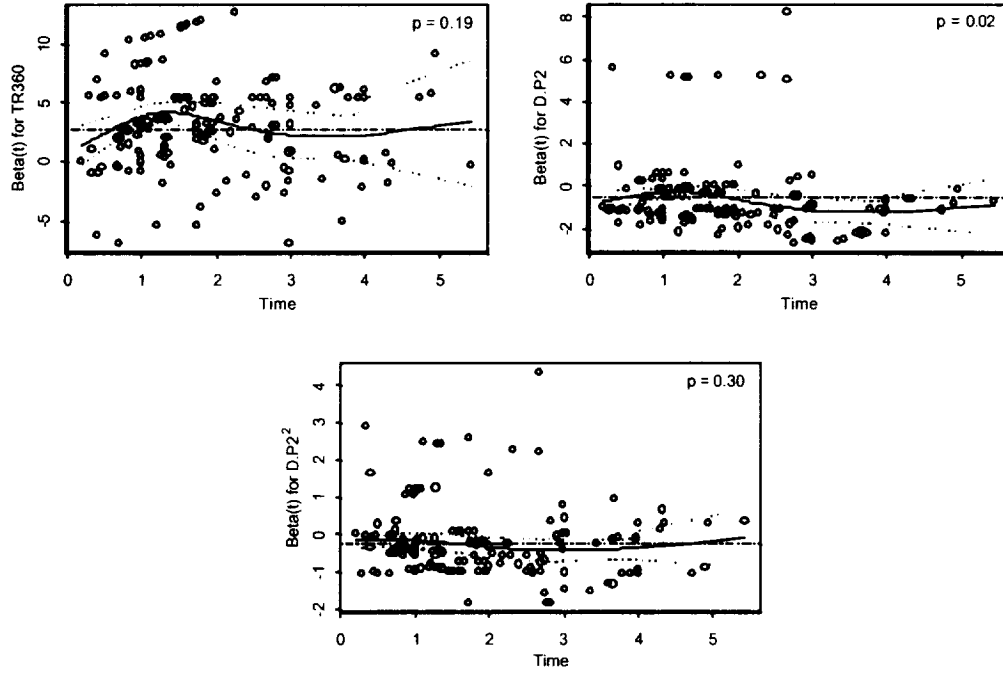 p = 0.19
Beta(t) for TR360
10
5
0
-5
0 1 2 3 4 5
Time
p = 0.02
Beta(t) for D.P2
8
6
4
2
0
-2
0 1 2 3 4 5
Time
p = 0.30
Beta(t) for D.P2²
4
3
2
1
0
-1
-2
0 1 2 3 4 5
Time